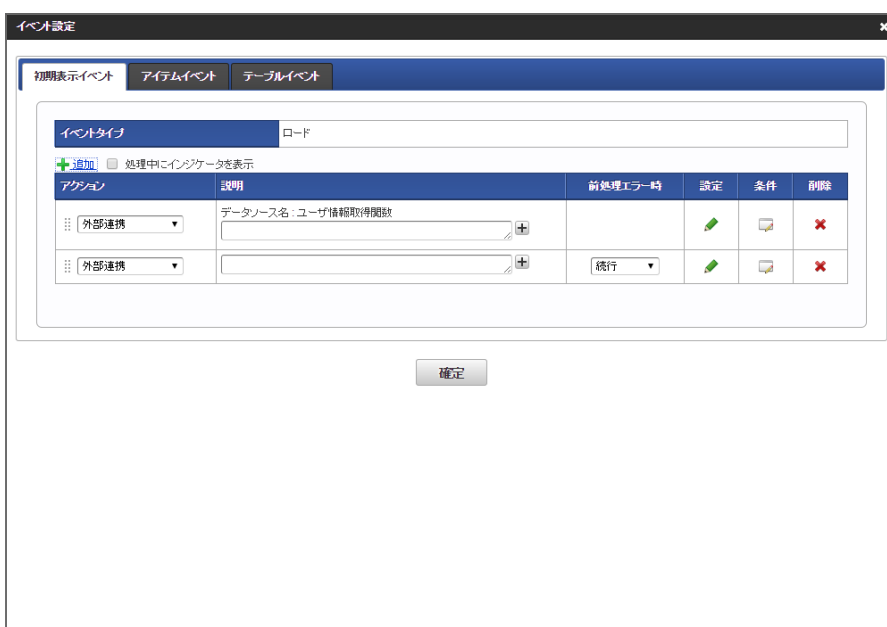 イベント設定
初期表示イベント アイテムイベント テーブルイベント
イベントタイプ ロード
追加 処理中にインジケータを表示
アクション 説明 前処理エラー時 設定 条件 削除
データソース名 : ユーザ情報取得関数
外部連携
外部連携 続行
確定